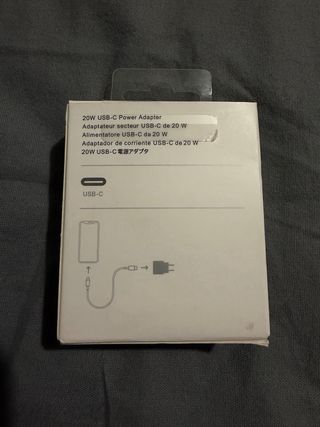 20W USB-C Power Adapter
Adaptateur secteur USB-C de 20 W
Alimentatore USB-C da 20 W
Adaptador de corriente USB-C de 20 W
20W USB-C電源アダプタ
USB-C